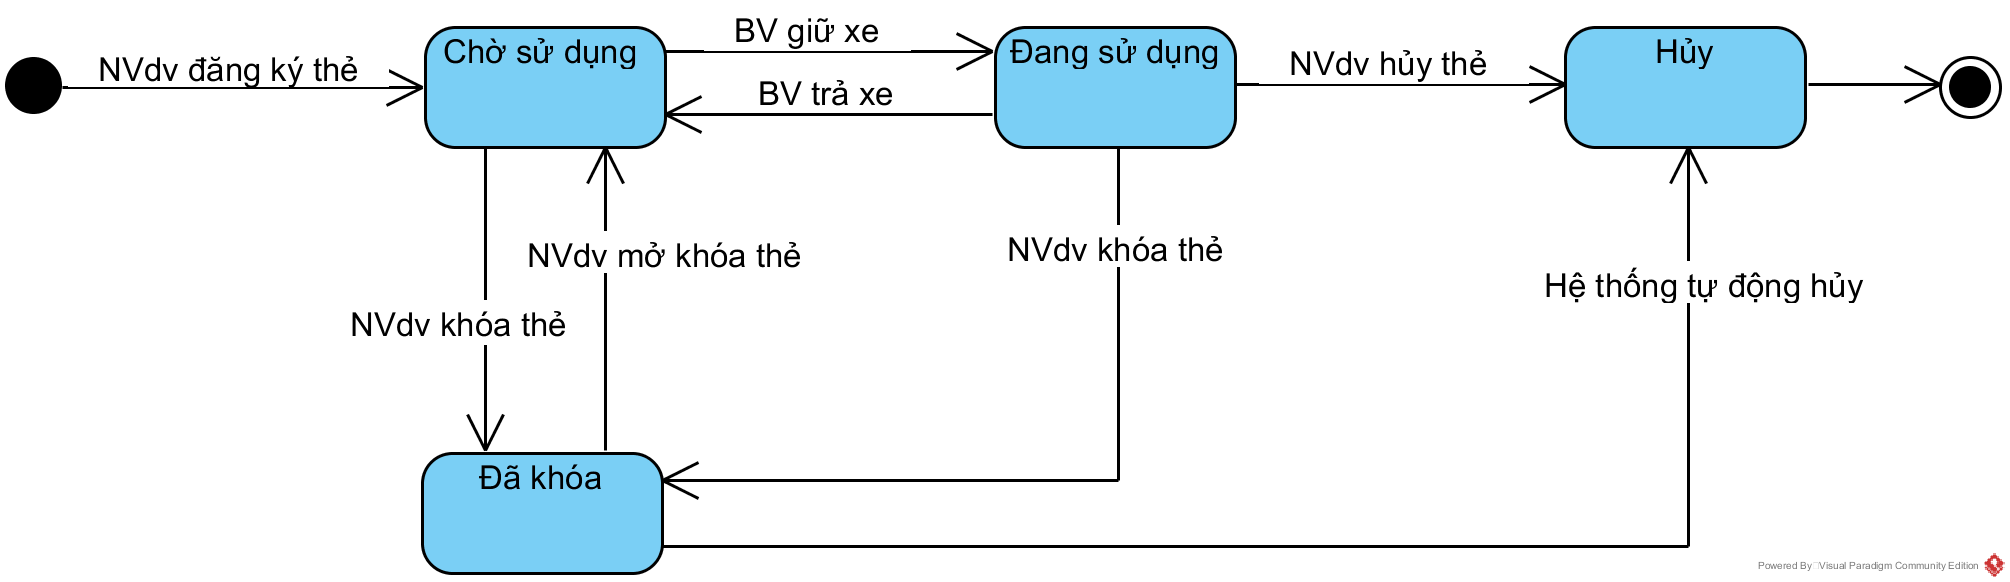 NVdv đăng ký thẻ
Chờ sử dụng
BV giữ xe
BV trả xe
Đang sử dụng
NVdv hủy thẻ
Hủy
NVdv mở khóa thẻ
NVdv khóa thẻ
NVdv khóa thẻ
Hệ thống tự động hủy
Đã khóa
Powered By Visual Paradigm Community Edition